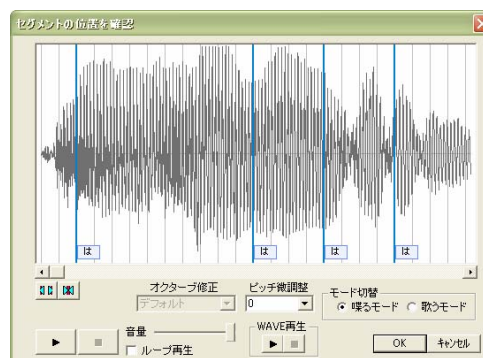 セグメントの位置を確認
は は は は
オクターブ修正 ピッチ微調整 モード切替
デフォルト 0 喋るモード 歌うモード
音量 WAVE再生
ループ再生 OK キャンセル